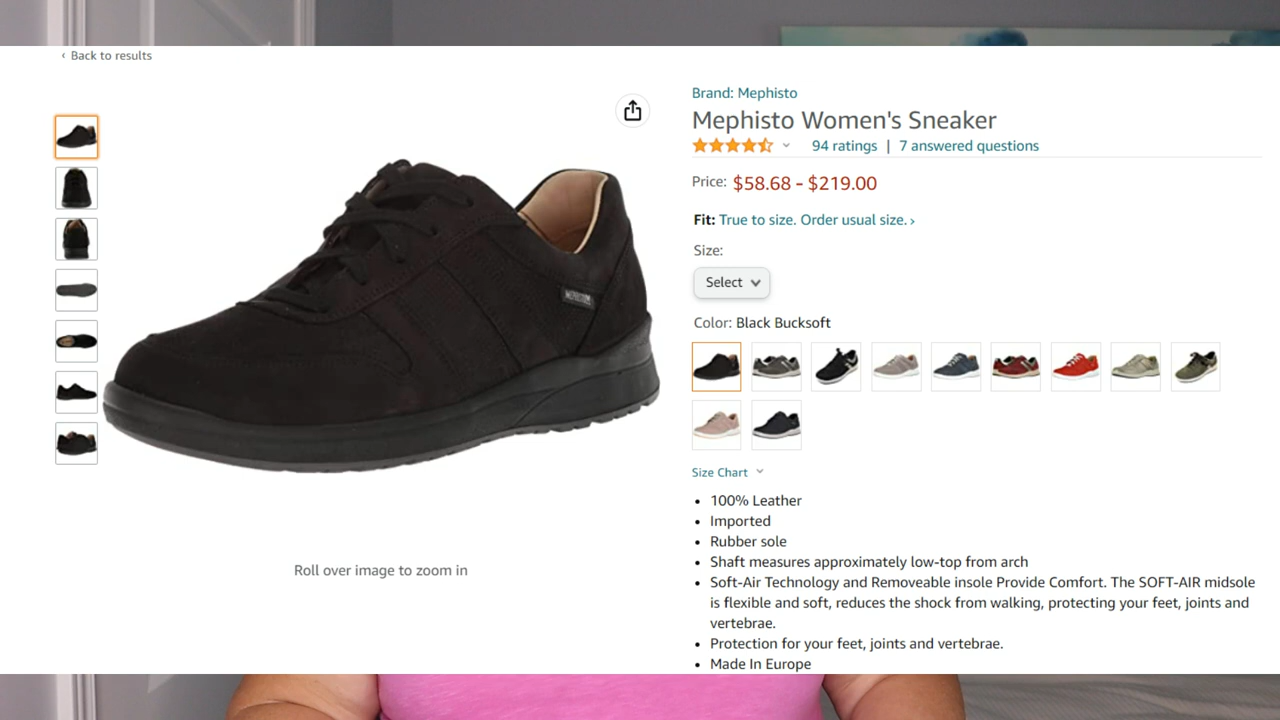 ‹ Back to results
Brand: Mephisto
Mephisto Women's Sneaker
94 ratings | 7 answered questions
Price: $58.68 - $219.00
Fit: True to size. Order usual size. ›
Size:
Select
Color: Black Bucksoft
Size Chart
• 100% Leather
• Imported
• Rubber sole
• Shaft measures approximately low-top from arch
• Soft-Air Technology and Removeable insole Provide Comfort. The SOFT-AIR midsole
is flexible and soft, reduces the shock from walking, protecting your feet, joints and
vertebrae.
• Protection for your feet, joints and vertebrae.
• Made In Europe
MEPHISTO
Roll over image to zoom in